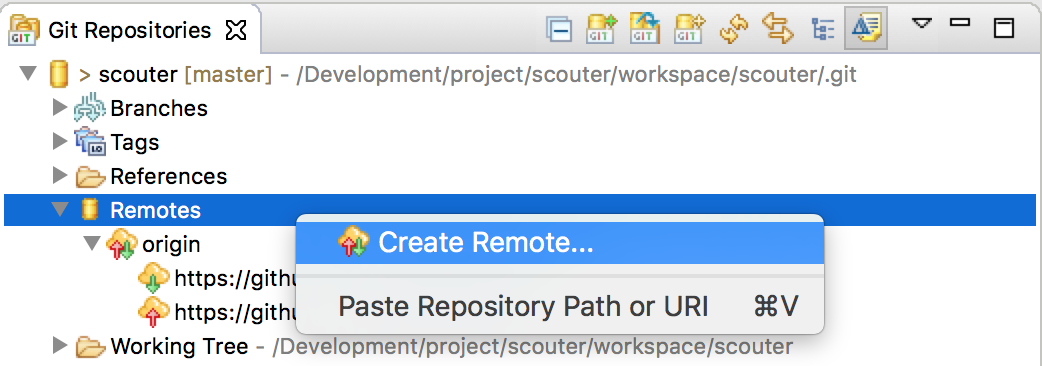 Git Repositories
> scouter [master] - /Development/project/scouter/workspace/scouter/.git
Branches
Tags
References
Remotes
origin
Create Remote...
https://githu
https://githu
Paste Repository Path or URI ⌘V
Working Tree - /Development/project/scouter/workspace/scouter